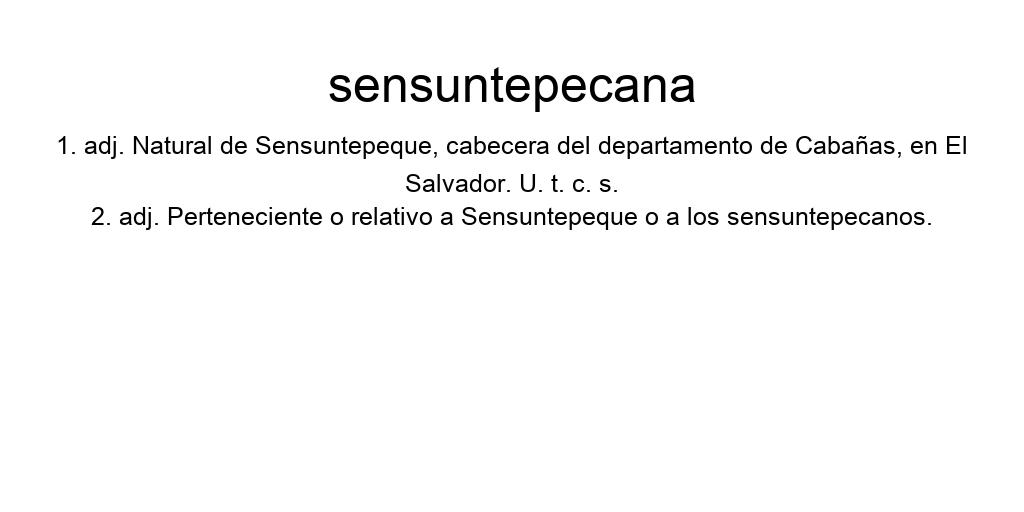 sensuntepecana
1. adj. Natural de Sensuntepeque, cabecera del departamento de Cabañas, en El
Salvador. U. t. c. s.
2. adj. Perteneciente o relativo a Sensuntepeque o a los sensuntepecanos.